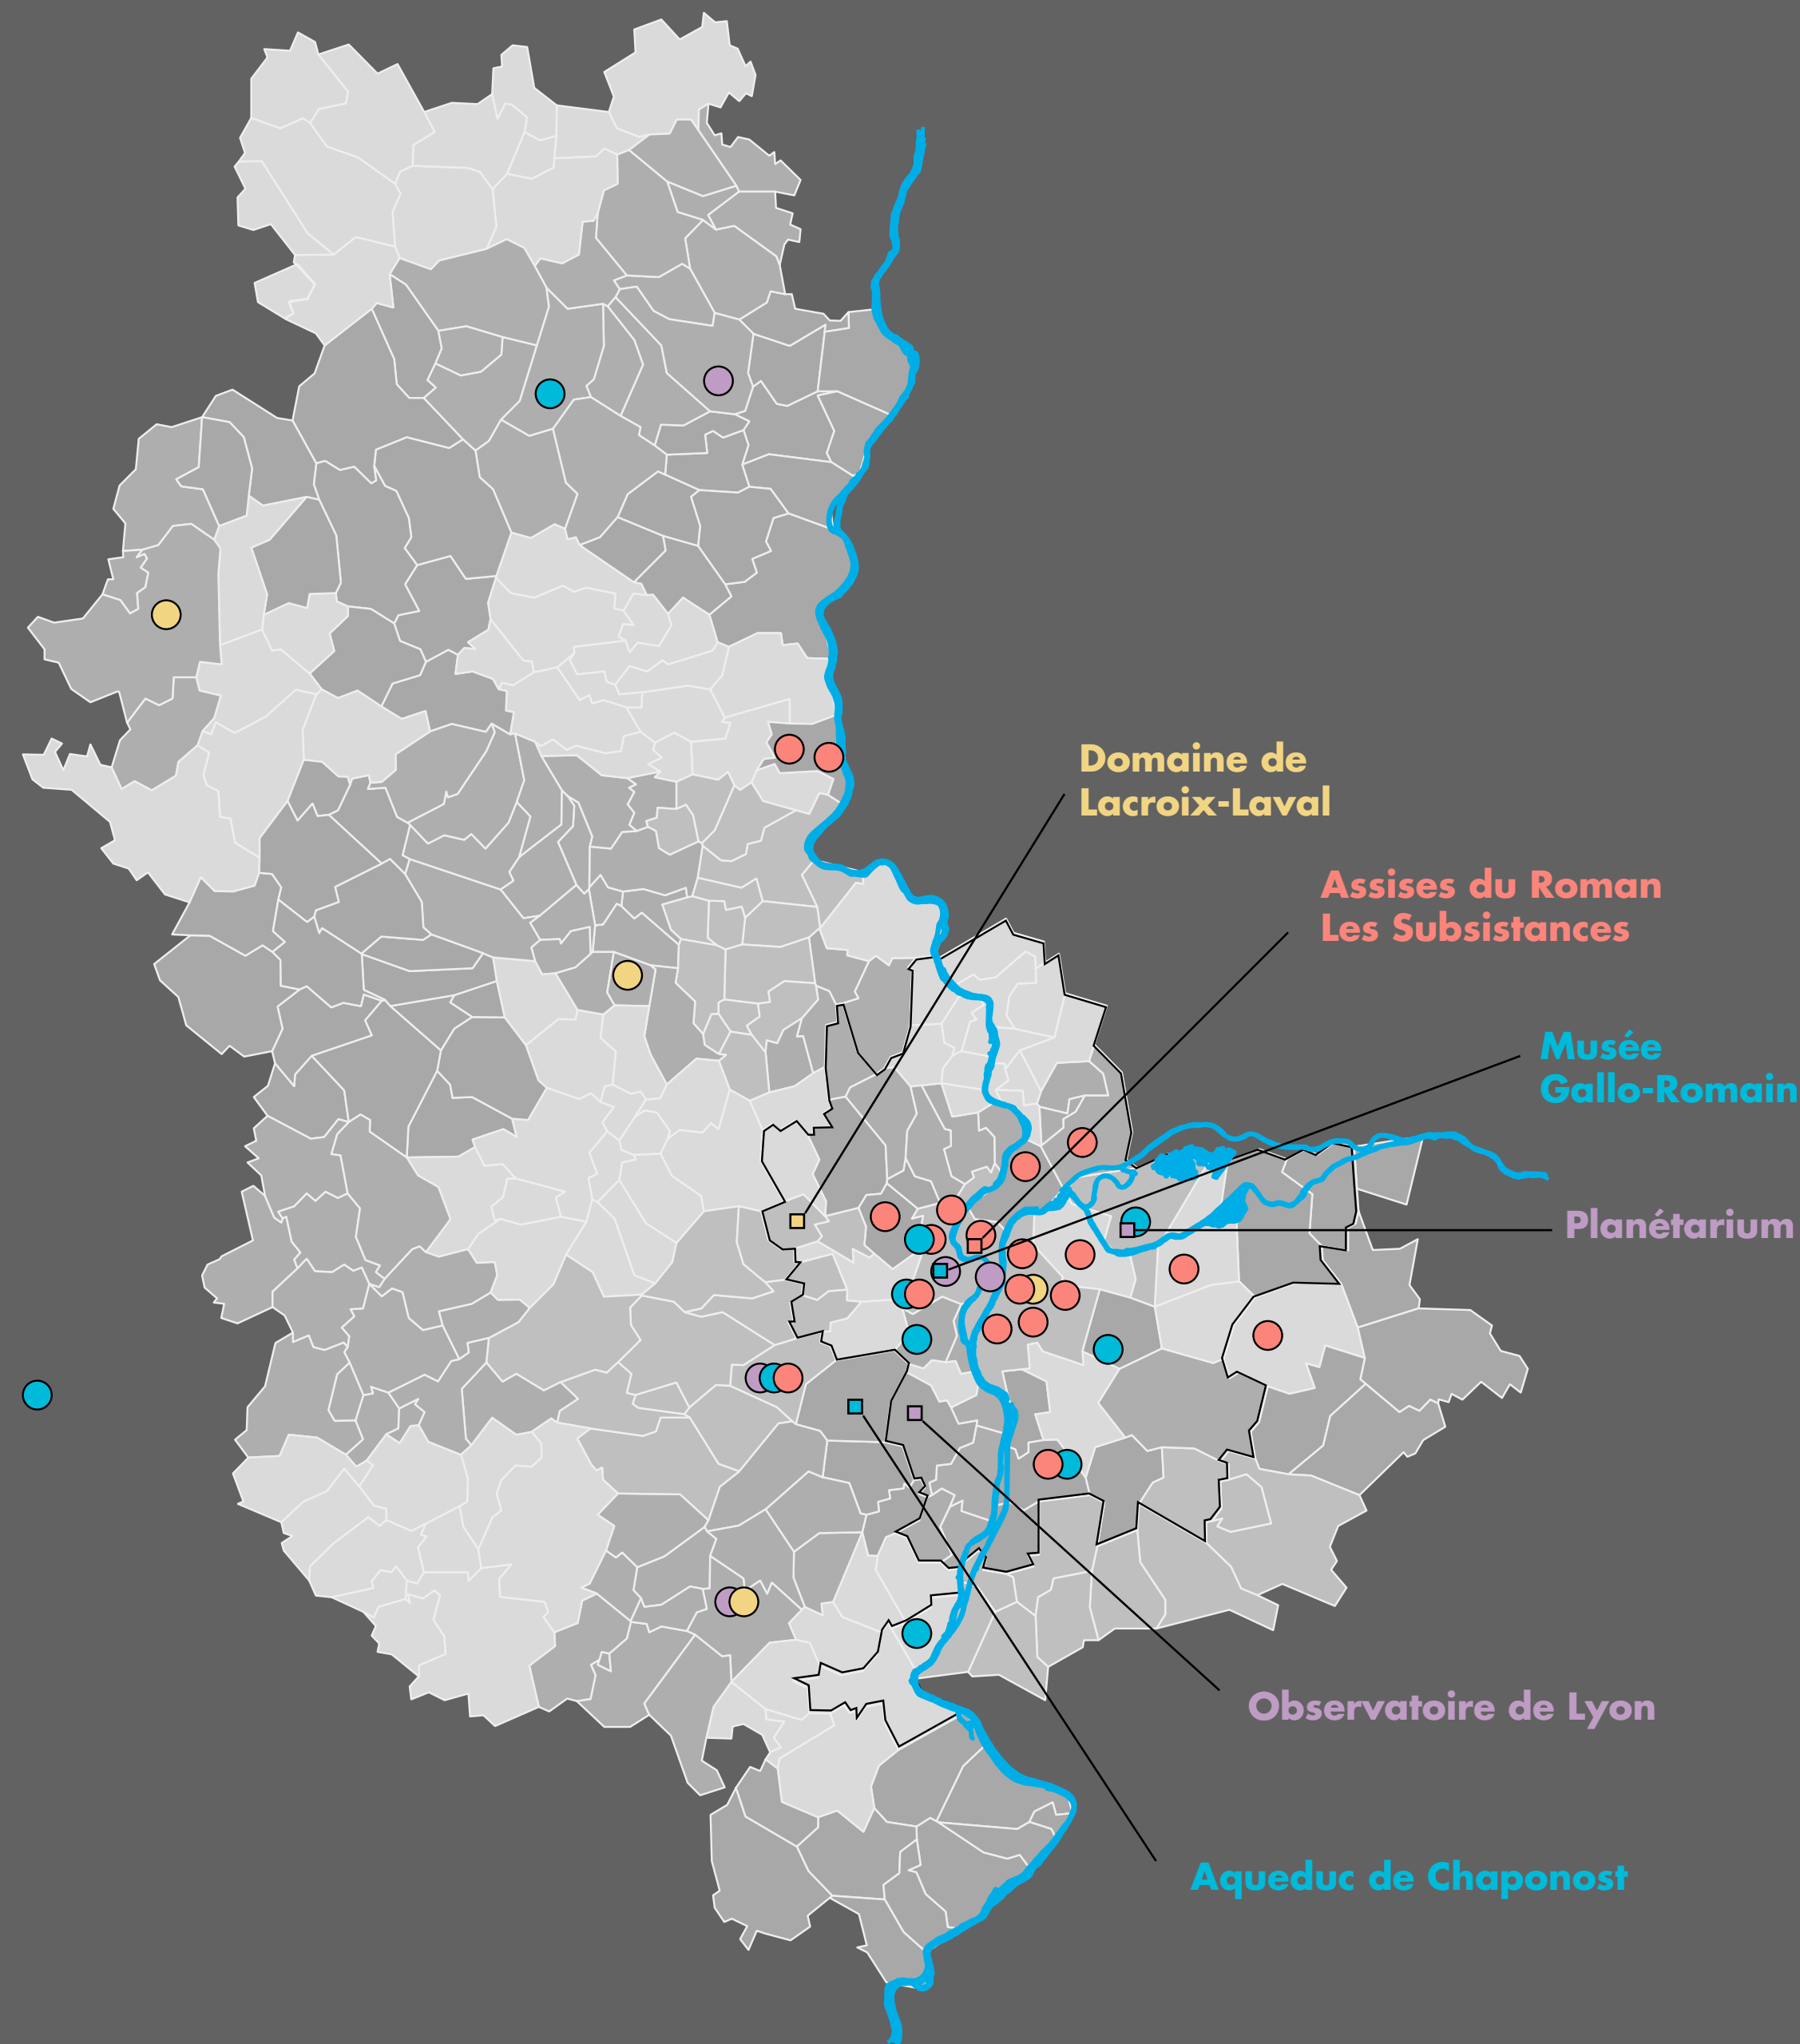 Domaine de
Lacroix-Laval
Assises du Roman
Les Subsistances
Musée
Gallo-Romain
Planétarium
Observatoire de Lyon
Aqueduc de Chaponost